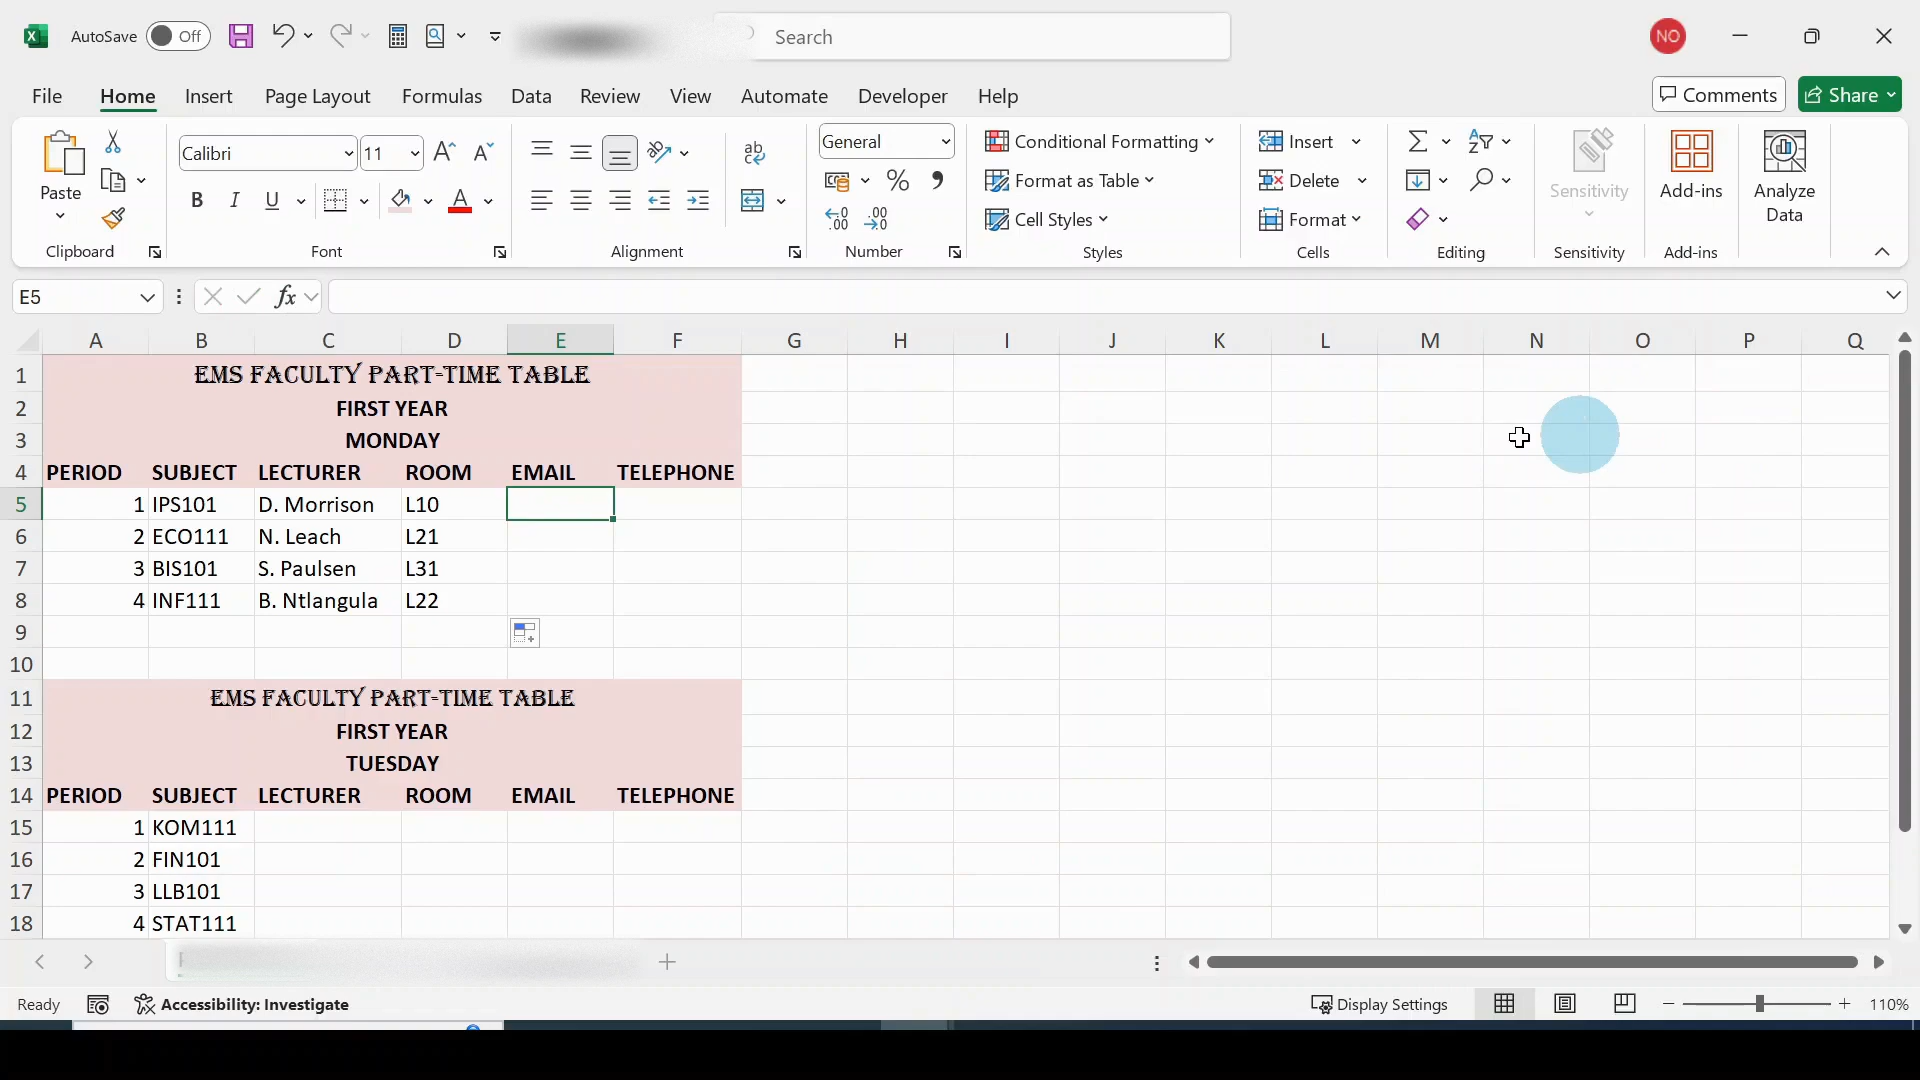 AutoSave Off Search NO
File Home Insert Page Layout Formulas Data Review View Automate Developer Help Comments Share
Paste Calibri 11 B I U A ab c General % Conditional Formatting Format as Table Cell Styles Insert Delete Format Sensitivity Add-ins Analyze Data
Clipboard Font Alignment Number Styles Cells Editing Sensitivity Add-ins
E5 fx
A B C D E F G H I J K L M N O P Q
1 EMS FACULTY PART-TIME TABLE
2 FIRST YEAR
3 MONDAY
4 PERIOD SUBJECT LECTURER ROOM EMAIL TELEPHONE
5 1 IPS101 D. Morrison L10
6 2 ECO111 N. Leach L21
7 3 BIS101 S. Paulsen L31
8 4 INF111 B. Ntlangula L22
9
10
11 EMS FACULTY PART-TIME TABLE
12 FIRST YEAR
13 TUESDAY
14 PERIOD SUBJECT LECTURER ROOM EMAIL TELEPHONE
15 1 KOM111
16 2 FIN101
17 3 LLB101
18 4 STAT111
Ready Accessibility: Investigate Display Settings 110%